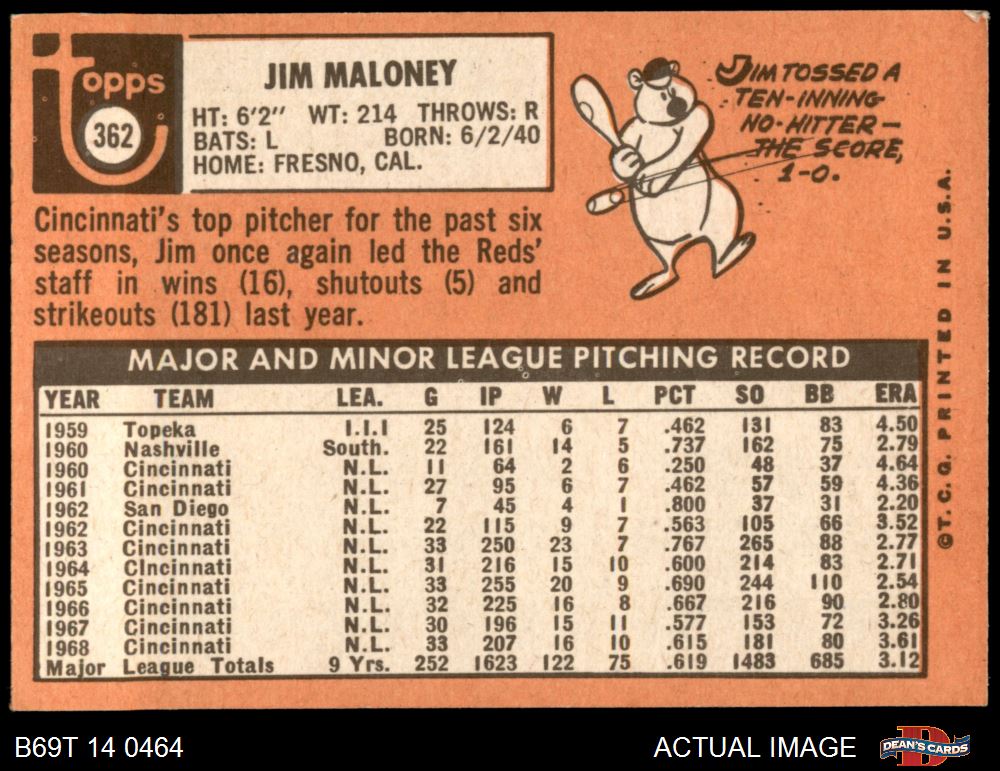 Topps
362
JIM MALONEY
HT: 6'2" WT: 214 THROWS: R
BATS: L BORN: 6/2/40
HOME: FRESNO, CAL.
JIM TOSSED A
TEN-INNING
NO-HITTER—
THE SCORE,
1-0.
Cincinnati's top pitcher for the past six
seasons, Jim once again led the Reds'
staff in wins (16), shutouts (5) and
strikeouts (181) last year.
MAJOR AND MINOR LEAGUE PITCHING RECORD
YEAR TEAM LEA. G IP W L PCT SO BB ERA
1959 Topeka I.I.I 25 124 6 7 .462 131 83 4.50
1960 Nashville South. 22 161 14 5 .737 162 75 2.79
1960 Cincinnati N.L. 11 64 2 6 .250 48 37 4.64
1961 Cincinnati N.L. 27 95 6 7 .462 57 59 4.36
1962 San Diego N.L. 7 45 4 1 .800 37 31 2.20
1962 Cincinnati N.L. 22 115 9 7 .563 105 66 3.52
1963 Cincinnati N.L. 33 250 23 7 .767 265 88 2.77
1964 Cincinnati N.L. 31 216 15 10 .600 214 83 2.71
1965 Cincinnati N.L. 33 255 20 9 .690 244 110 2.54
1966 Cincinnati N.L. 32 225 16 8 .667 216 90 2.80
1967 Cincinnati N.L. 30 196 15 11 .577 153 72 3.26
1968 Cincinnati N.L. 33 207 16 10 .615 181 80 3.61
Major League Totals 9 Yrs. 252 1623 122 75 .619 1483 685 3.12
©T.C.G. PRINTED IN U.S.A.
B69T 14 0464
ACTUAL IMAGE
DEAN'S CARDS